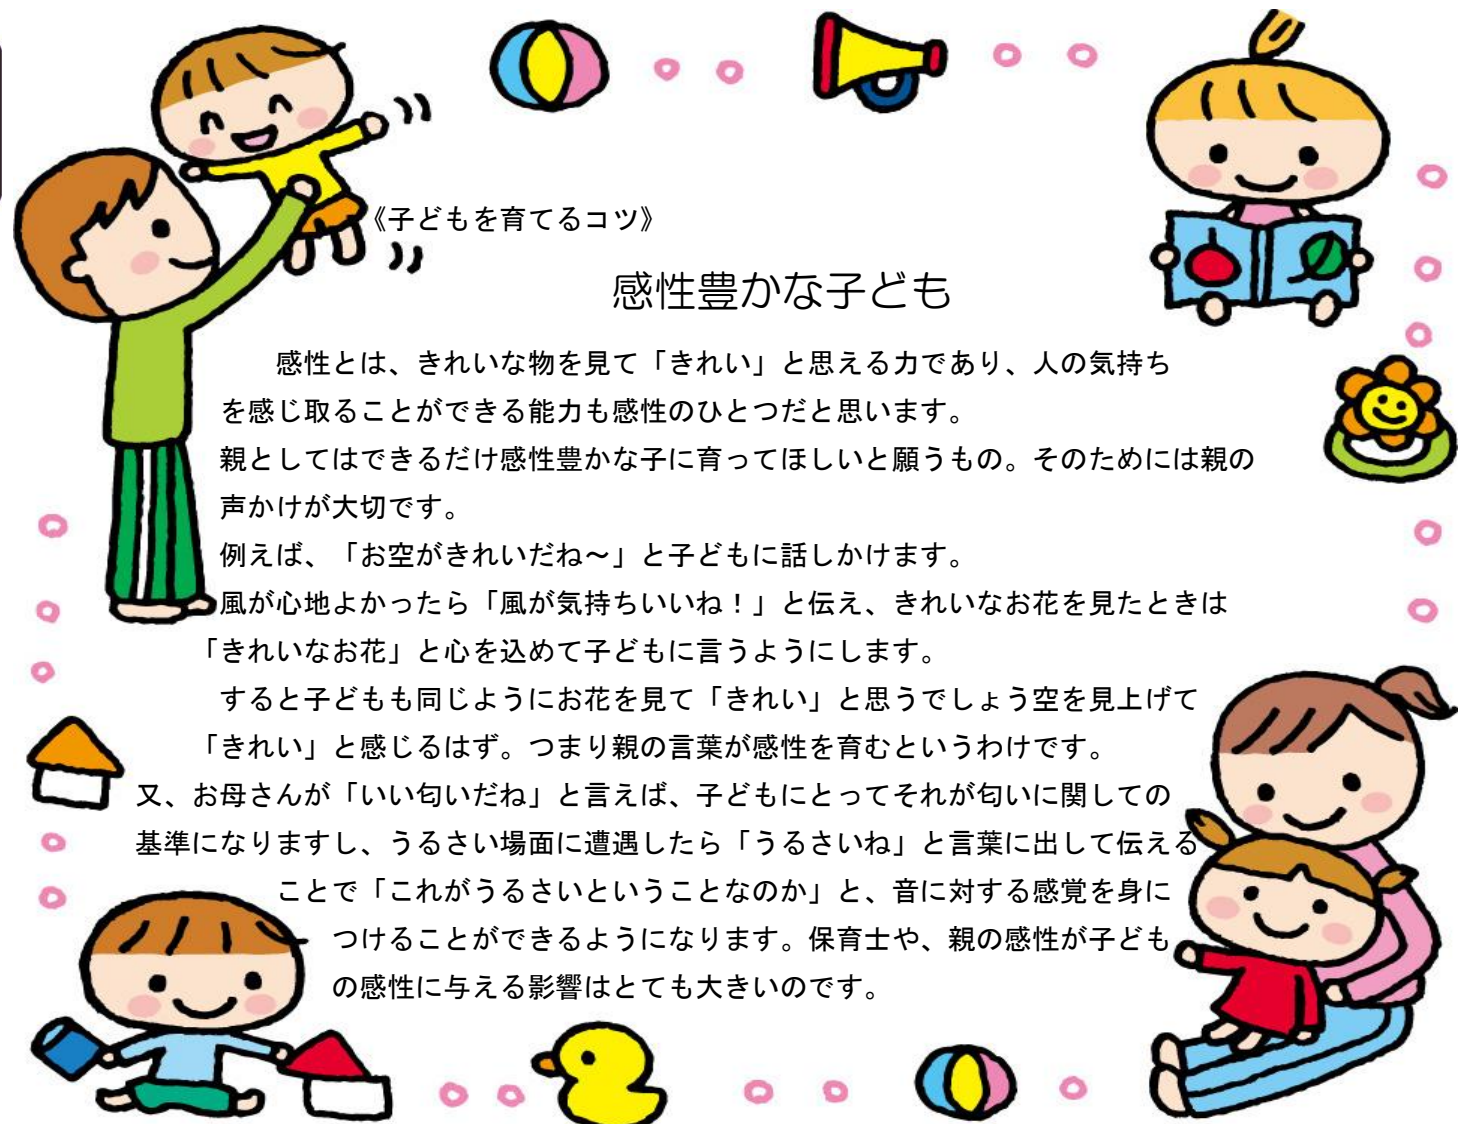 《子どもを育てるコツ》
感性豊かな子ども
感性とは、きれいな物を見て「きれい」と思える力であり、人の気持ち
を感じ取ることができる能力も感性のひとつだと思います。
親としてはできるだけ感性豊かな子に育ってほしいと願うもの。そのためには親の
声かけが大切です。
例えば、「お空がきれいだね～」と子どもに話しかけます。
風が心地よかったら「風が気持ちいいね！」と伝え、きれいなお花を見たときは
「きれいなお花」と心を込めて子どもに言うようにします。
すると子どもも同じようにお花を見て「きれい」と思うでしょう空を見上げて
「きれい」と感じるはず。つまり親の言葉が感性を育むというわけです。
又、お母さんが「いい匂いだね」と言えば、子どもにとってそれが匂いに関しての
基準になりますし、うるさい場面に遭遇したら「うるさいね」と言葉に出して伝える
ことで「これがうるさいということなのか」と、音に対する感覚を身に
つけることができるようになります。保育士や、親の感性が子ども
の感性に与える影響はとても大きいのです。